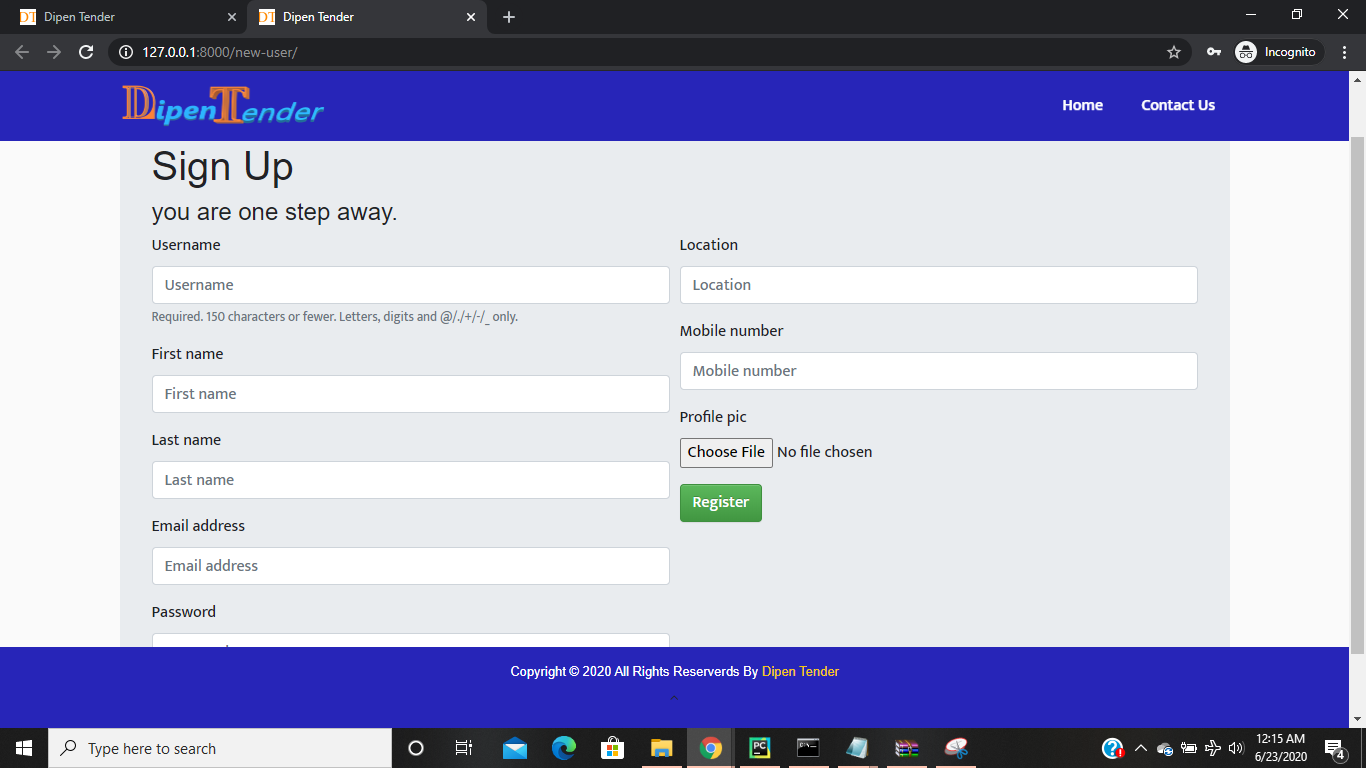 Dipen Tender
Dipen Tender
127.0.0.1:8000/new-user/
Incognito
DipenTender
Home
Contact Us
Sign Up
you are one step away.
Username
Username
Required. 150 characters or fewer. Letters, digits and @/./+/-/_ only.
First name
First name
Last name
Last name
Email address
Email address
Password
Location
Location
Mobile number
Mobile number
Profile pic
Choose File No file chosen
Register
Copyright © 2020 All Rights Reserverds By Dipen Tender
Type here to search
PC
12:15 AM
6/23/2020
4